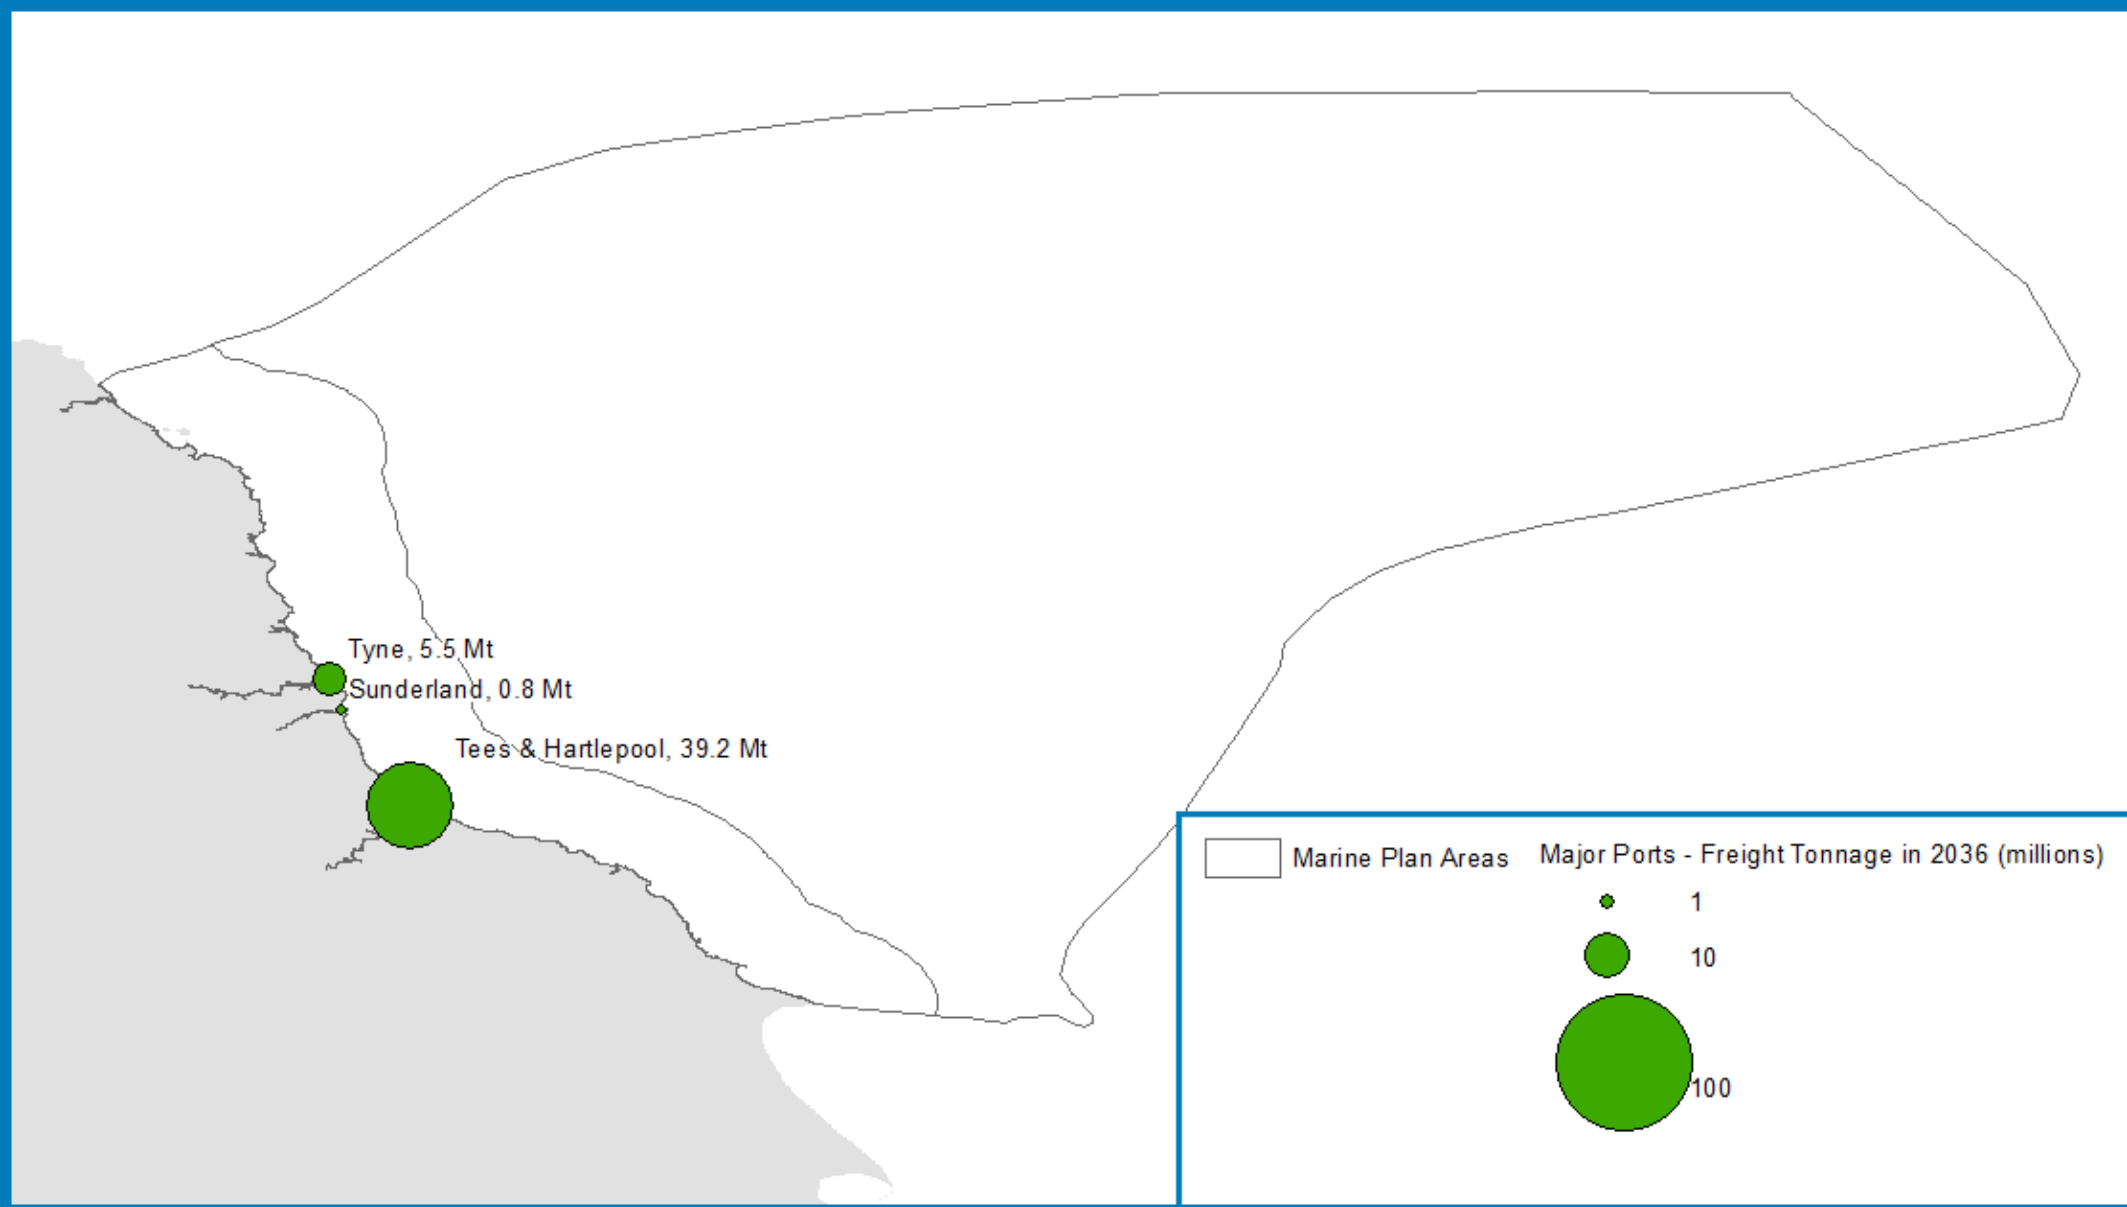 Tyne, 5.5 Mt
Sunderland, 0.8 Mt
Tees & Hartlepool, 39.2 Mt
Marine Plan Areas
Major Ports - Freight Tonnage in 2036 (millions)
1
10
100